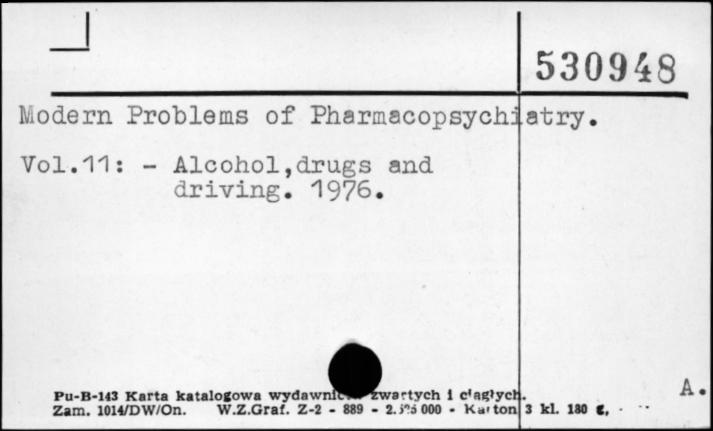 530948
Modern Problems of Pharmacopsychiatry.
Vol.11: - Alcohol,drugs and
driving. 1976.
A.
Pu-B-143 Karta katalogowa zwartych i ciągłych.
Zam. 1014/DW/On. W.Z.Graf. Z-2 - 889 - 000 - Karton 3 kl. 180